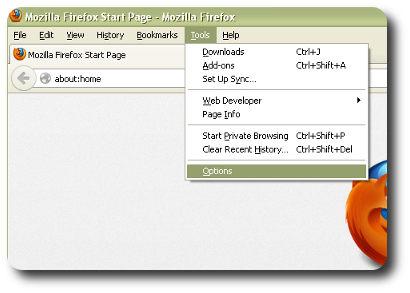 Mozilla Firefox Start Page - Mozilla Firefox
File Edit View History Bookmarks Tools Help
Mozilla Firefox Start Page
about:home
Downloads Ctrl+J
Add-ons Ctrl+Shift+A
Set Up Sync...
Web Developer
Page Info
Start Private Browsing Ctrl+Shift+P
Clear Recent History... Ctrl+Shift+Del
Options